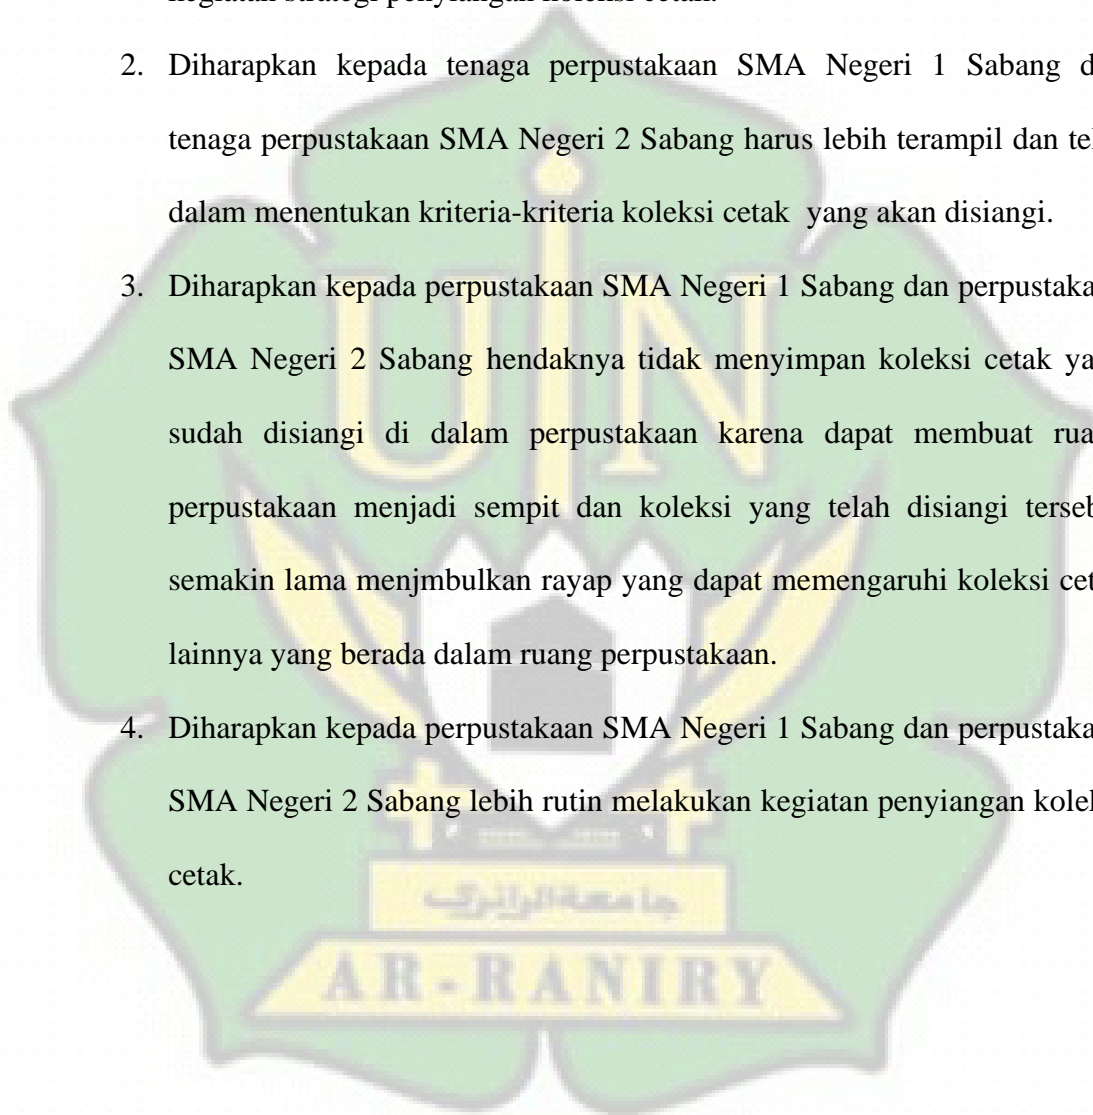 kegiatan strategi penyiangan koleksi cetak.
2. Diharapkan kepada tenaga perpustakaan SMA Negeri 1 Sabang d
tenaga perpustakaan SMA Negeri 2 Sabang harus lebih terampil dan tel
dalam menentukan kriteria-kriteria koleksi cetak yang akan disiangi.
3. Diharapkan kepada perpustakaan SMA Negeri 1 Sabang dan perpustaka
SMA Negeri 2 Sabang hendaknya tidak menyimpan koleksi cetak ya
sudah disiangi di dalam perpustakaan karena dapat membuat rua
perpustakaan menjadi sempit dan koleksi yang telah disiangi terseb
semakin lama menjmbulkan rayap yang dapat memengaruhi koleksi cet
lainnya yang berada dalam ruang perpustakaan.
4. Diharapkan kepada perpustakaan SMA Negeri 1 Sabang dan perpustaka
SMA Negeri 2 Sabang lebih rutin melakukan kegiatan penyiangan kolek
cetak.
UIN
جامعة الرانري
AR-RANIRY